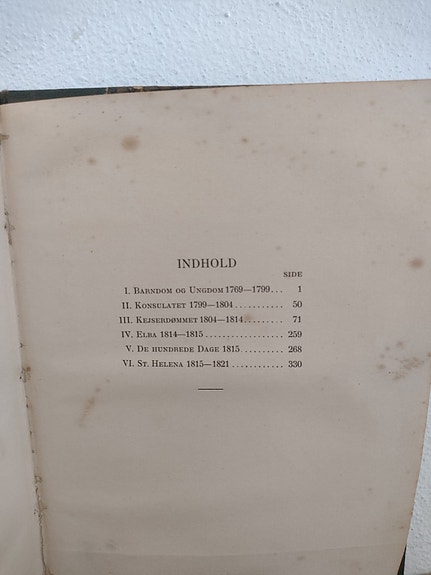 INDHOLD
SIDE
I. BARNDOM OG UNGDOM 1769—1799... 1
II. KONSULATET 1799—1804........... 50
III. KEJSERDØMMET 1804—1814......... 71
IV. ELBA 1814—1815.................. 259
V. DE HUNDREDE DAGE 1815.......... 268
VI. ST. HELENA 1815—1821............ 330